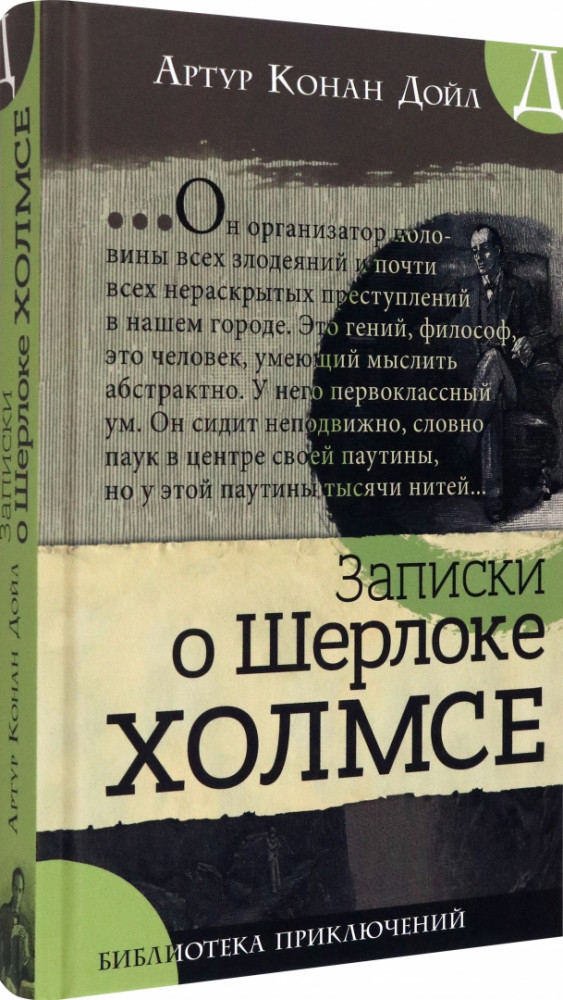 Артур Конан Дойл
Д
...Он организатор поло-
вины всех злодеяний и почти
всех нераскрытых преступлений
в нашем городе. Это гений, философ,
это человек, умеющий мыслить
абстрактно. У него первоклассный
ум. Он сидит неподвижно, словно
паук в центре своей паутины,
но у этой паутины тысячи нитей...
Записки
о Шерлоке
ХОЛМСЕ
БИБЛИОТЕКА ПРИКЛЮЧЕНИЙ
Д
Артур Конан Дойл
Записки
о Шерлоке ХОЛМСЕ